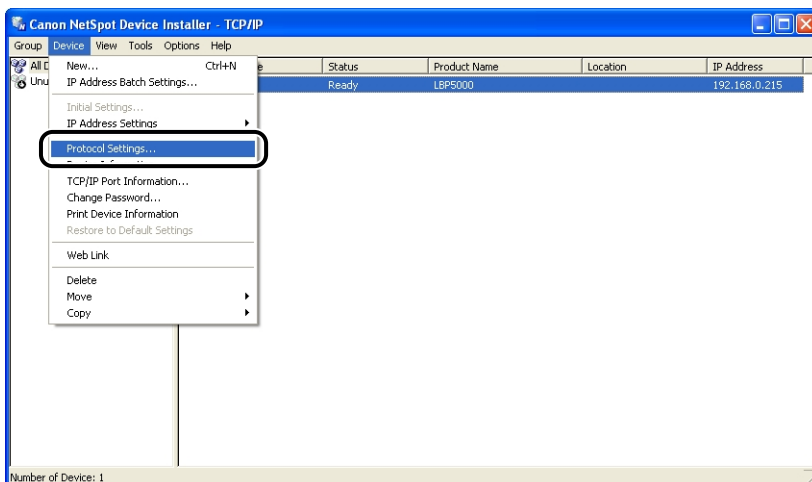 Canon NetSpot Device Installer - TCP/IP
Group Device View Tools Options Help
All D
Unu
e Status Product Name Location IP Address
Ready LBP5000 192.168.0.215
New... Ctrl+N
IP Address Batch Settings...
Initial Settings...
IP Address Settings
Protocol Settings...
TCP/IP Port Information...
Change Password...
Print Device Information
Restore to Default Settings
Web Link
Delete
Move
Copy
Number of Device: 1